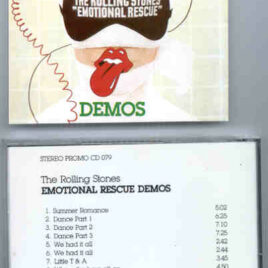 THE ROLLING STONES
"EMOTIONAL RESCUE"
DEMOS
STEREO PROMO CD 079
The Rolling Stones
EMOTIONAL RESCUE DEMOS
1. Summer Romance 5:02
2. Dance Part 1 6:25
3. Dance Part 2 7:10
4. Dance Part 3 7:25
5. We had it all 2:42
6. We had it all 2:44
7. Little T & A 3:45
4:50